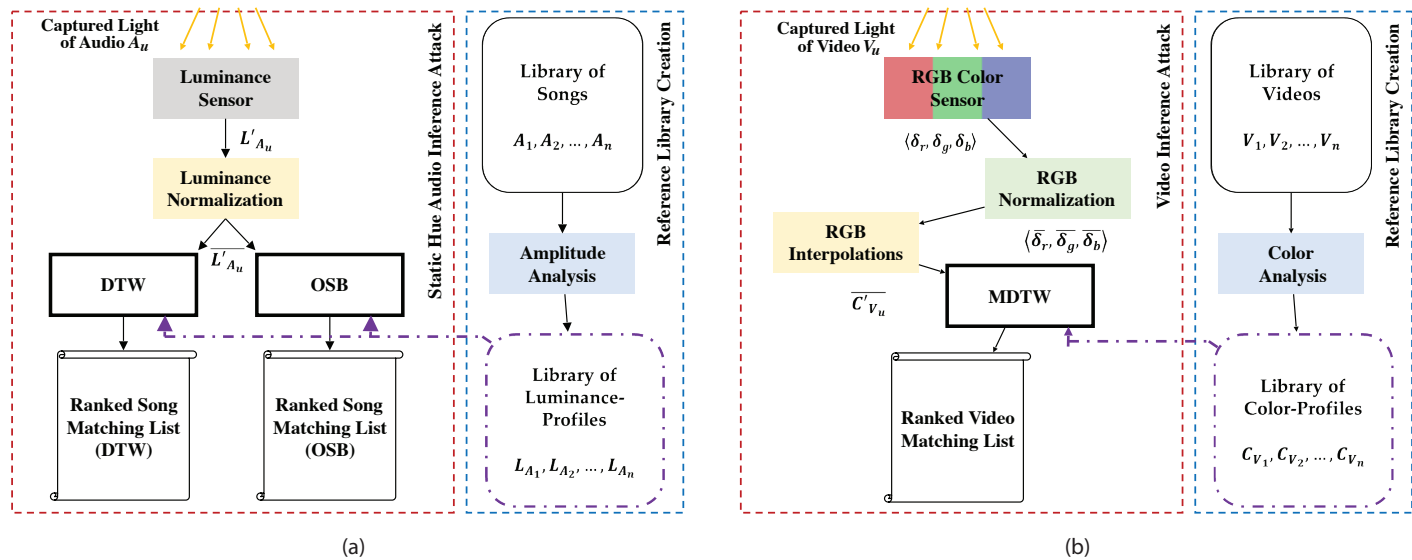 Captured Light
of Audio A_u
Luminance
Sensor
L'_{A_u}
Luminance
Normalization
\overline{L'_{A_u}}
DTW
OSB
Ranked Song
Matching List
(DTW)
Ranked Song
Matching List
(OSB)
Static Hue Audio Inference Attack
Library of
Songs
A_1, A_2, ..., A_n
Amplitude
Analysis
Library of
Luminance-
Profiles
L_{A_1}, L_{A_2}, ..., L_{A_n}
Reference Library Creation
(a)
Captured Light
of Video V_u
RGB Color
Sensor
⟨δ_r, δ_g, δ_b⟩
RGB
Normalization
⟨\overline{δ_r}, \overline{δ_g}, \overline{δ_b}⟩
RGB
Interpolations
\overline{C'_{V_u}}
MDTW
Ranked Video
Matching List
Video Inference Attack
Library of
Videos
V_1, V_2, ..., V_n
Color
Analysis
Library of
Color-Profiles
C_{V_1}, C_{V_2}, ..., C_{V_n}
Reference Library Creation
(b)